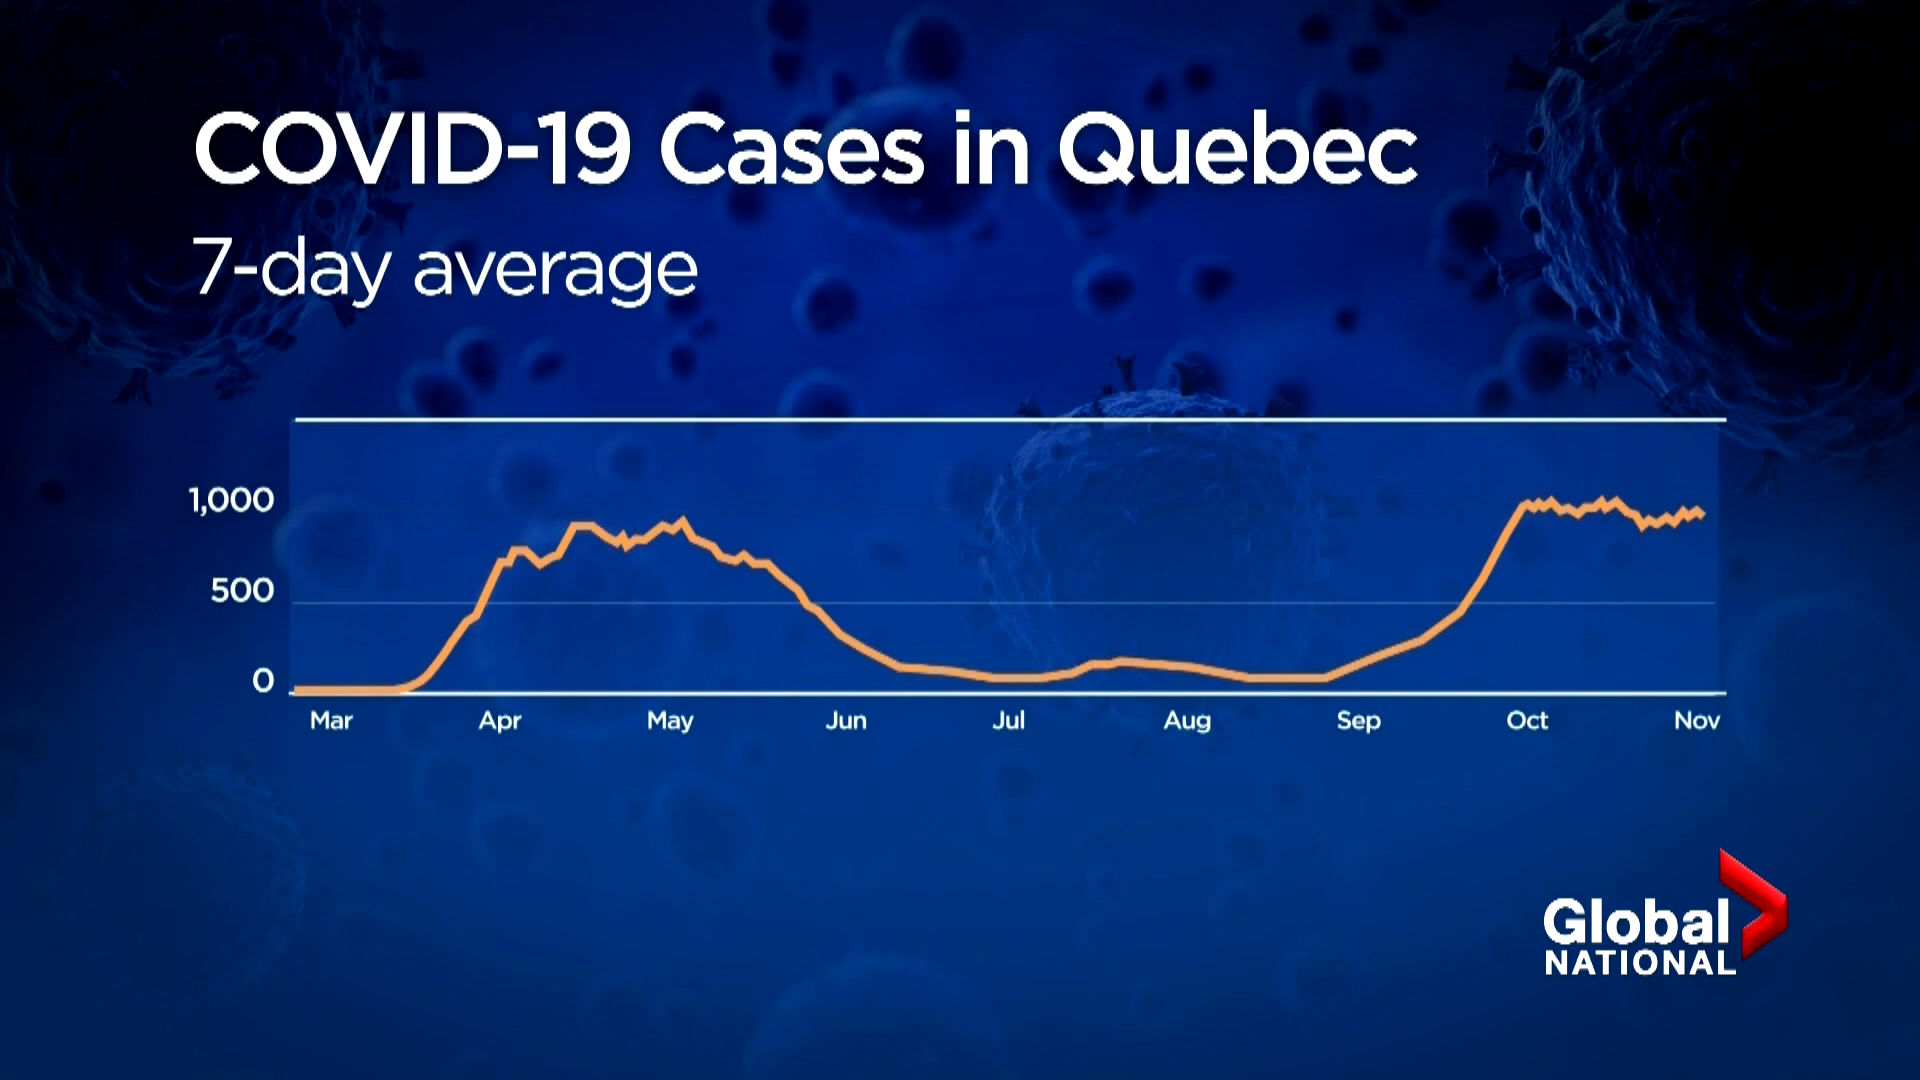 COVID-19 Cases in Quebec
7-day average
1,000
500
0
Mar Apr May Jun Jul Aug Sep Oct Nov
Global
NATIONAL